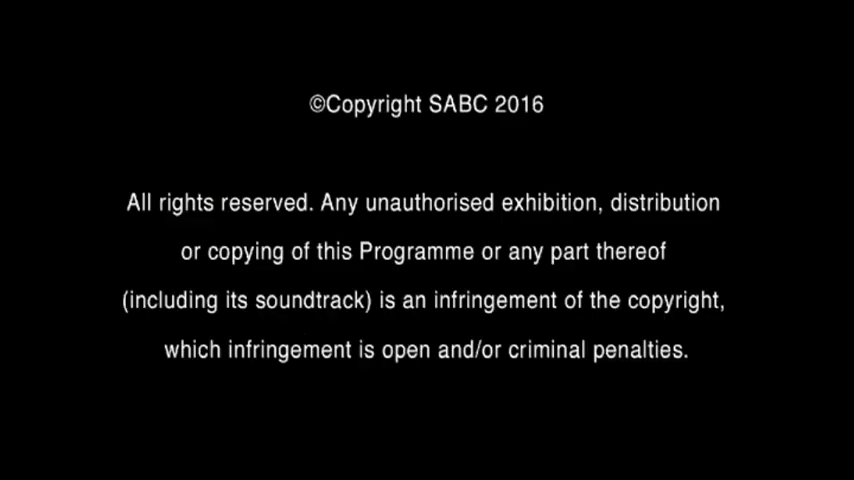 ©Copyright SABC 2016
All rights reserved. Any unauthorised exhibition, distribution
or copying of this Programme or any part thereof
(including its soundtrack) is an infringement of the copyright,
which infringement is open and/or criminal penalties.